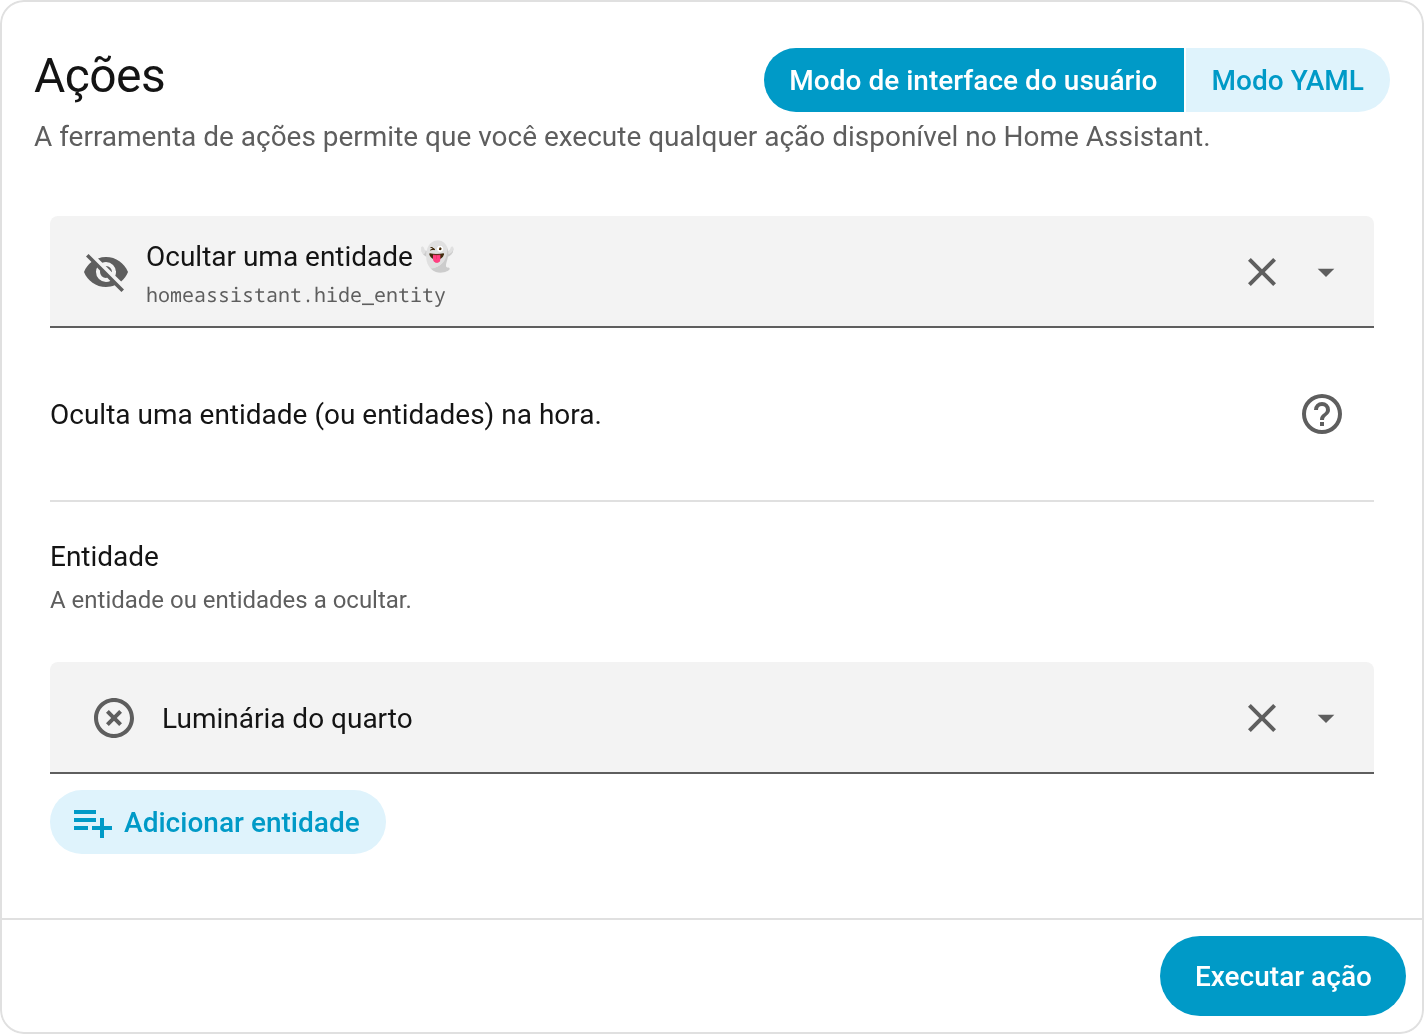 Ações
Modo de interface do usuário
Modo YAML
A ferramenta de ações permite que você execute qualquer ação disponível no Home Assistant.
Ocultar uma entidade 👻
homeassistant.hide_entity
Oculta uma entidade (ou entidades) na hora.
Entidade
A entidade ou entidades a ocultar.
Luminária do quarto
Adicionar entidade
Executar ação